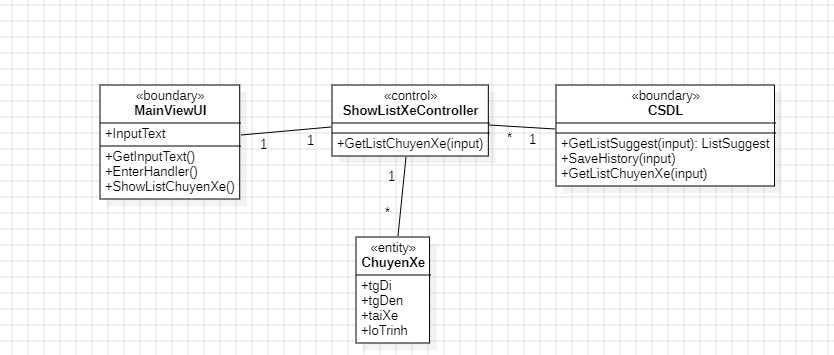 «boundary»
MainViewUI
+InputText
+GetInputText()
+EnterHandler()
+ShowListChuyenXe()
1
1
«control»
ShowListXeController
+GetListChuyenXe(input)
*
1
«boundary»
CSDL
+GetListSuggest(input): ListSuggest
+SaveHistory(input)
+GetListChuyenXe(input)
1
*
«entity»
ChuyenXe
+tgDi
+tgDen
+taiXe
+loTrinh